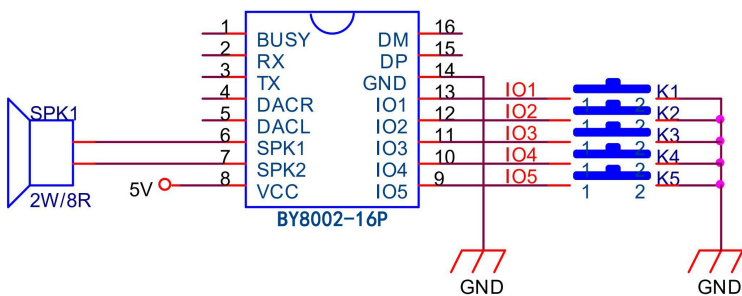 1 BUSY DM 16
2 RX DP 15
3 TX GND 14
4 DACR IO1 13 IO1 1 2 K1
5 DACL IO2 12 IO2 1 2 K2
SPK1 6 SPK1 IO3 11 IO3 1 2 K3
7 SPK2 IO4 10 IO4 1 2 K4
5V 8 VCC IO5 9 IO5 1 2 K5
2W/8R
BY8002-16P
GND GND